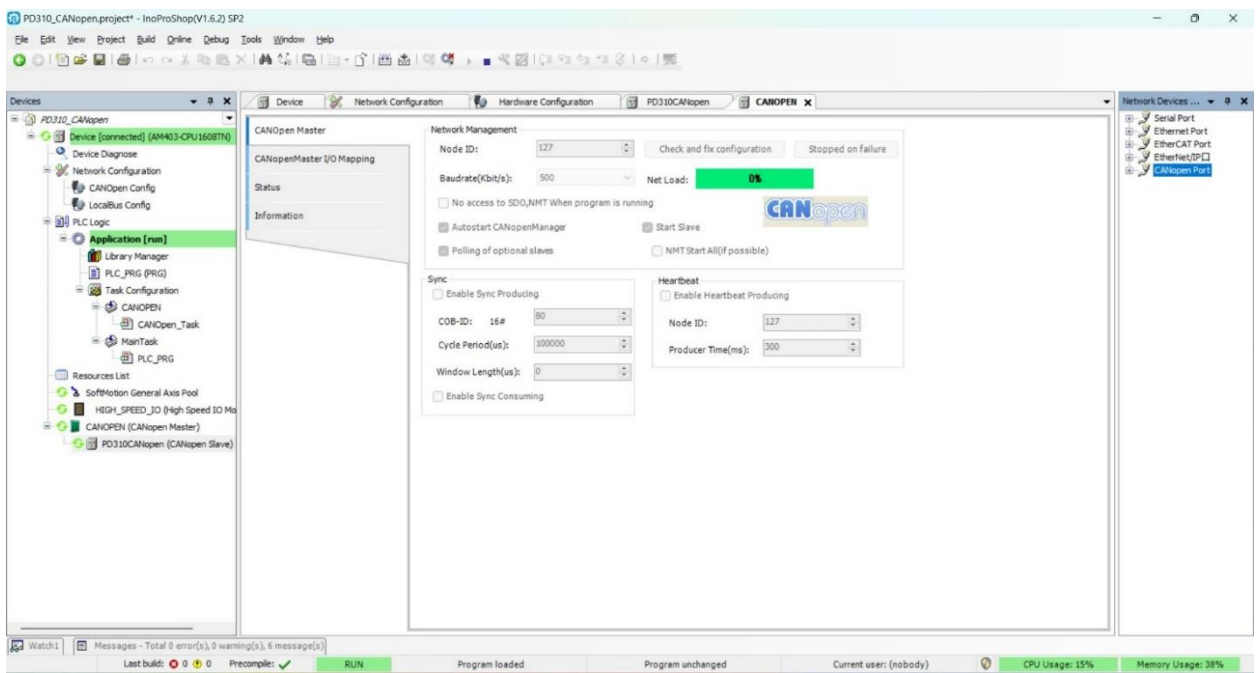 PD310_CANopen.project* - InoProShop(V1.6.2) SP2
File Edit View Project Build Online Debug Tools Window Help
Devices
PD310_CANopen
Device [connected] (AM403-CPU1608TN)
Device Diagnose
Network Configuration
CANOpen Config
LocalBus Config
PLC Logic
Application [run]
Library Manager
PLC_PRG (PRG)
Task Configuration
CANOPEN
CANOpen_Task
MainTask
PLC_PRG
Resources List
SoftMotion General Axis Pool
HIGH_SPEED_IO (High Speed IO Mo
CANOPEN (CANopen Master)
PD310CANopen (CANopen Slave)
Device Network Configuration Hardware Configuration PD310CANopen CANOPEN
CANOpen Master
CANopenMaster I/O Mapping
Status
Information
Network Management
Node ID: 127 Check and fix configuration Stopped on failure
Baudrate(Kbit/s): 500 Net Load: 0%
No access to SDO,NMT When program is running
CANopen
Autostart CANopenManager Start Slave
Polling of optional slaves NMT Start All(if possible)
Sync
Enable Sync Producing
COB-ID: 16# 80
Cycle Period(us): 100000
Window Length(us): 0
Enable Sync Consuming
Heartbeat
Enable Heartbeat Producing
Node ID: 127
Producer Time(ms): 300
Network Devices ...
Serial Port
Ethernet Port
EtherCAT Port
EtherNet/IP口
CANopen Port
Watch1 Messages - Total 0 error(s), 0 warning(s), 6 message(s)
Last build: 0 0 Precompile: RUN Program loaded Program unchanged Current user: (nobody) CPU Usage: 15% Memory Usage: 38%